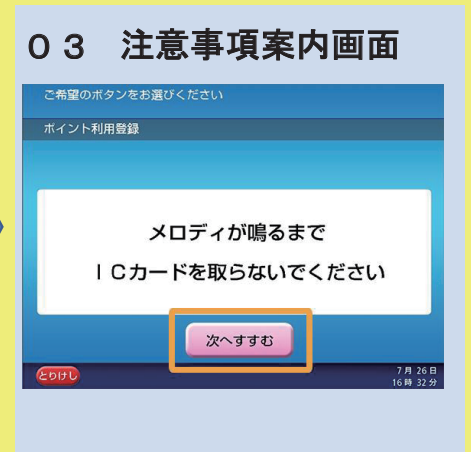 ０３　注意事項案内画面
ご希望のボタンをお選びください
ポイント利用登録
メロディが鳴るまで
ＩＣカードを取らないでください
次へすすむ
とりけし
7月 26日
16時 32分